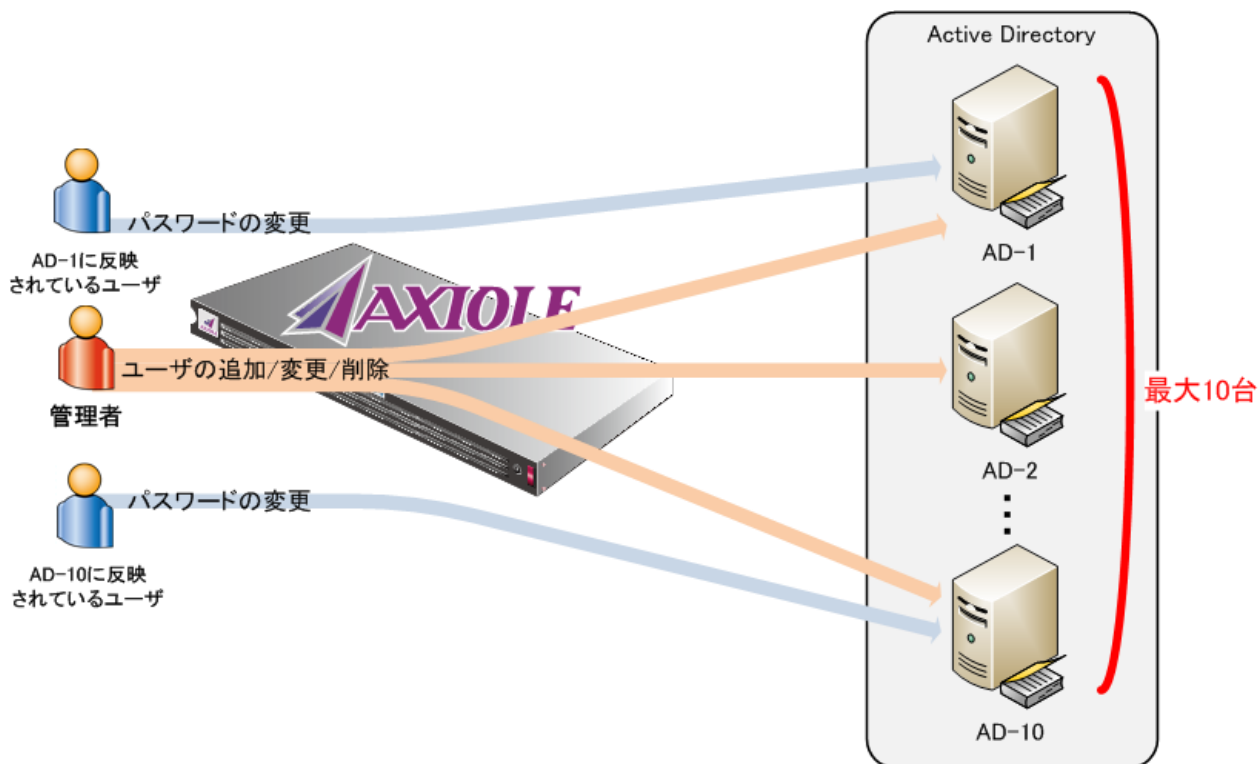 Active Directory
パスワードの変更
AD-1に反映
されているユーザ
AD-1
AXIOLE
ユーザの追加/変更/削除
管理者
最大10台
AD-2
パスワードの変更
AD-10に反映
されているユーザ
AD-10